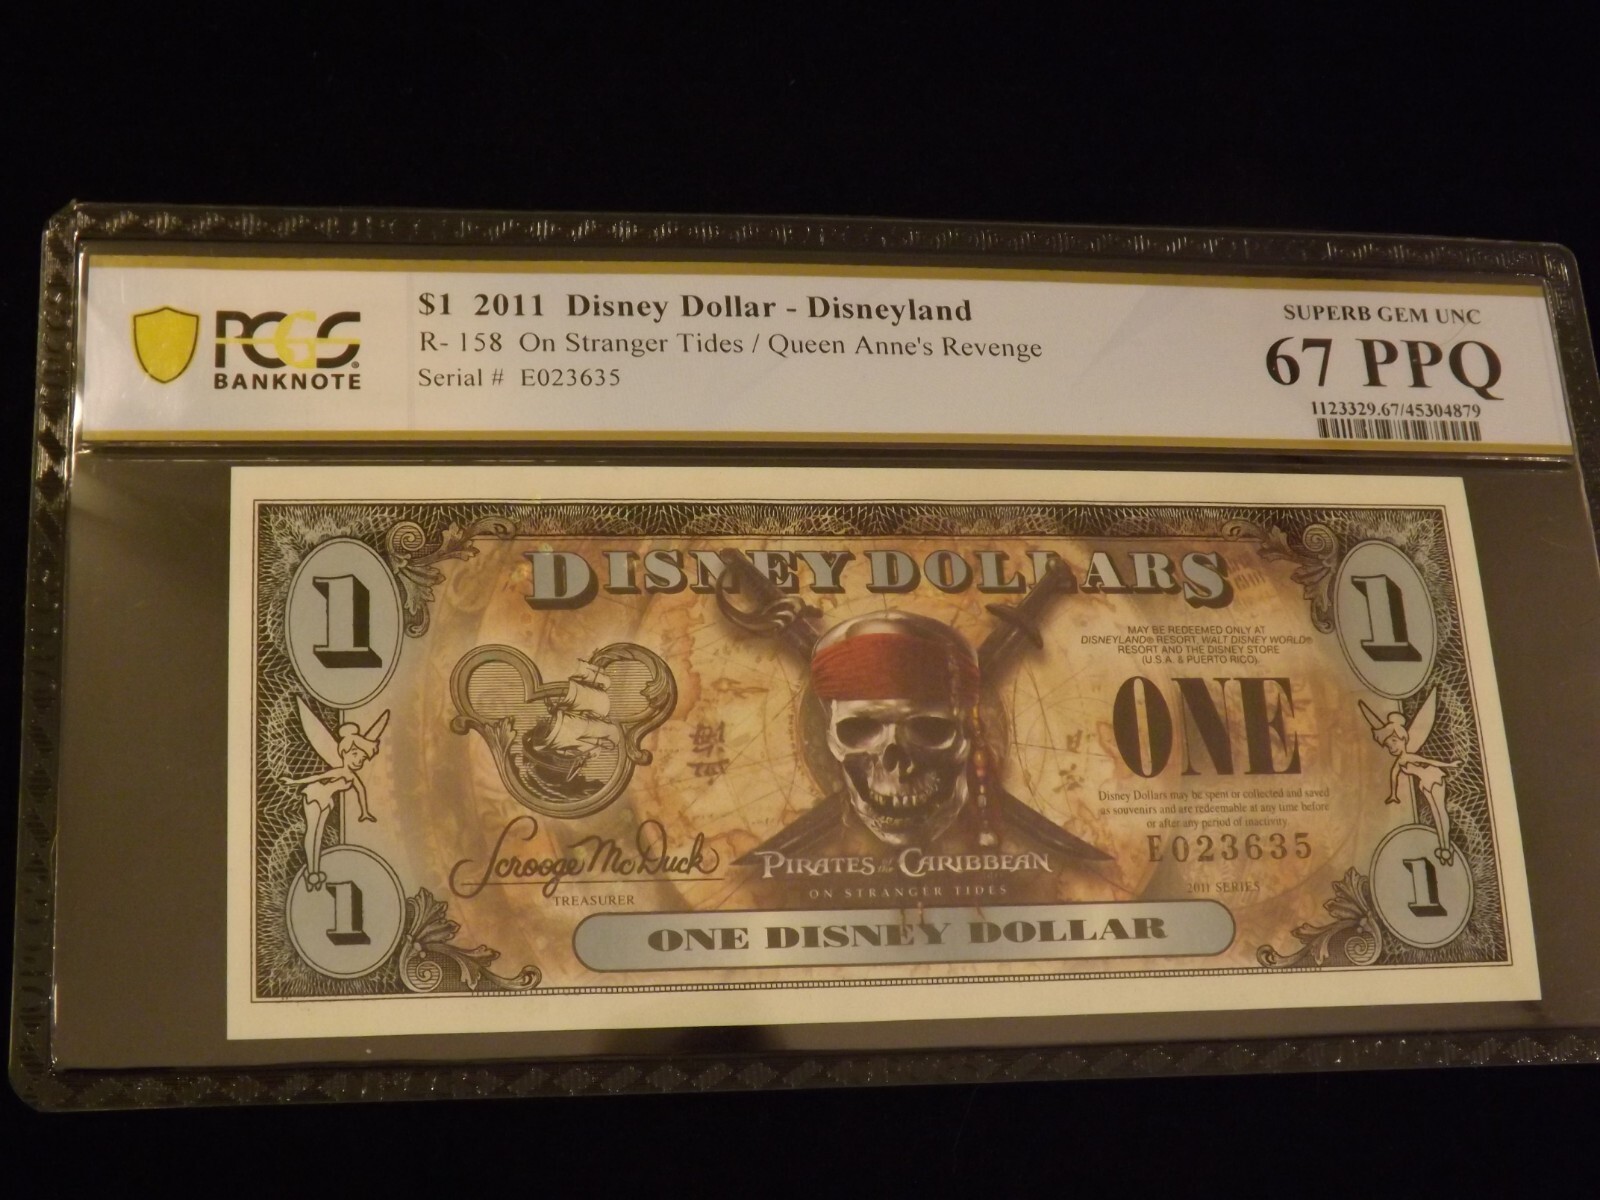 PCGS
BANKNOTE
$1 2011 Disney Dollar - Disneyland
R- 158 On Stranger Tides / Queen Anne's Revenge
Serial # E023635
SUPERB GEM UNC
67 PPQ
1123329.67/45304879
1
DISNEY DOLLARS
1
MAY BE REDEEMED ONLY AT
DISNEYLAND® RESORT, WALT DISNEY WORLD®
RESORT AND THE DISNEY STORE
(U.S.A. & PUERTO RICO).
ONE
Disney Dollars may be spent or collected and saved
as souvenirs and are redeemable at any time before
or after any period of inactivity.
E023635
2011 SERIES
Scrooge McDuck
TREASURER
PIRATES of the CARIBBEAN
ON STRANGER TIDES
1
ONE DISNEY DOLLAR
1